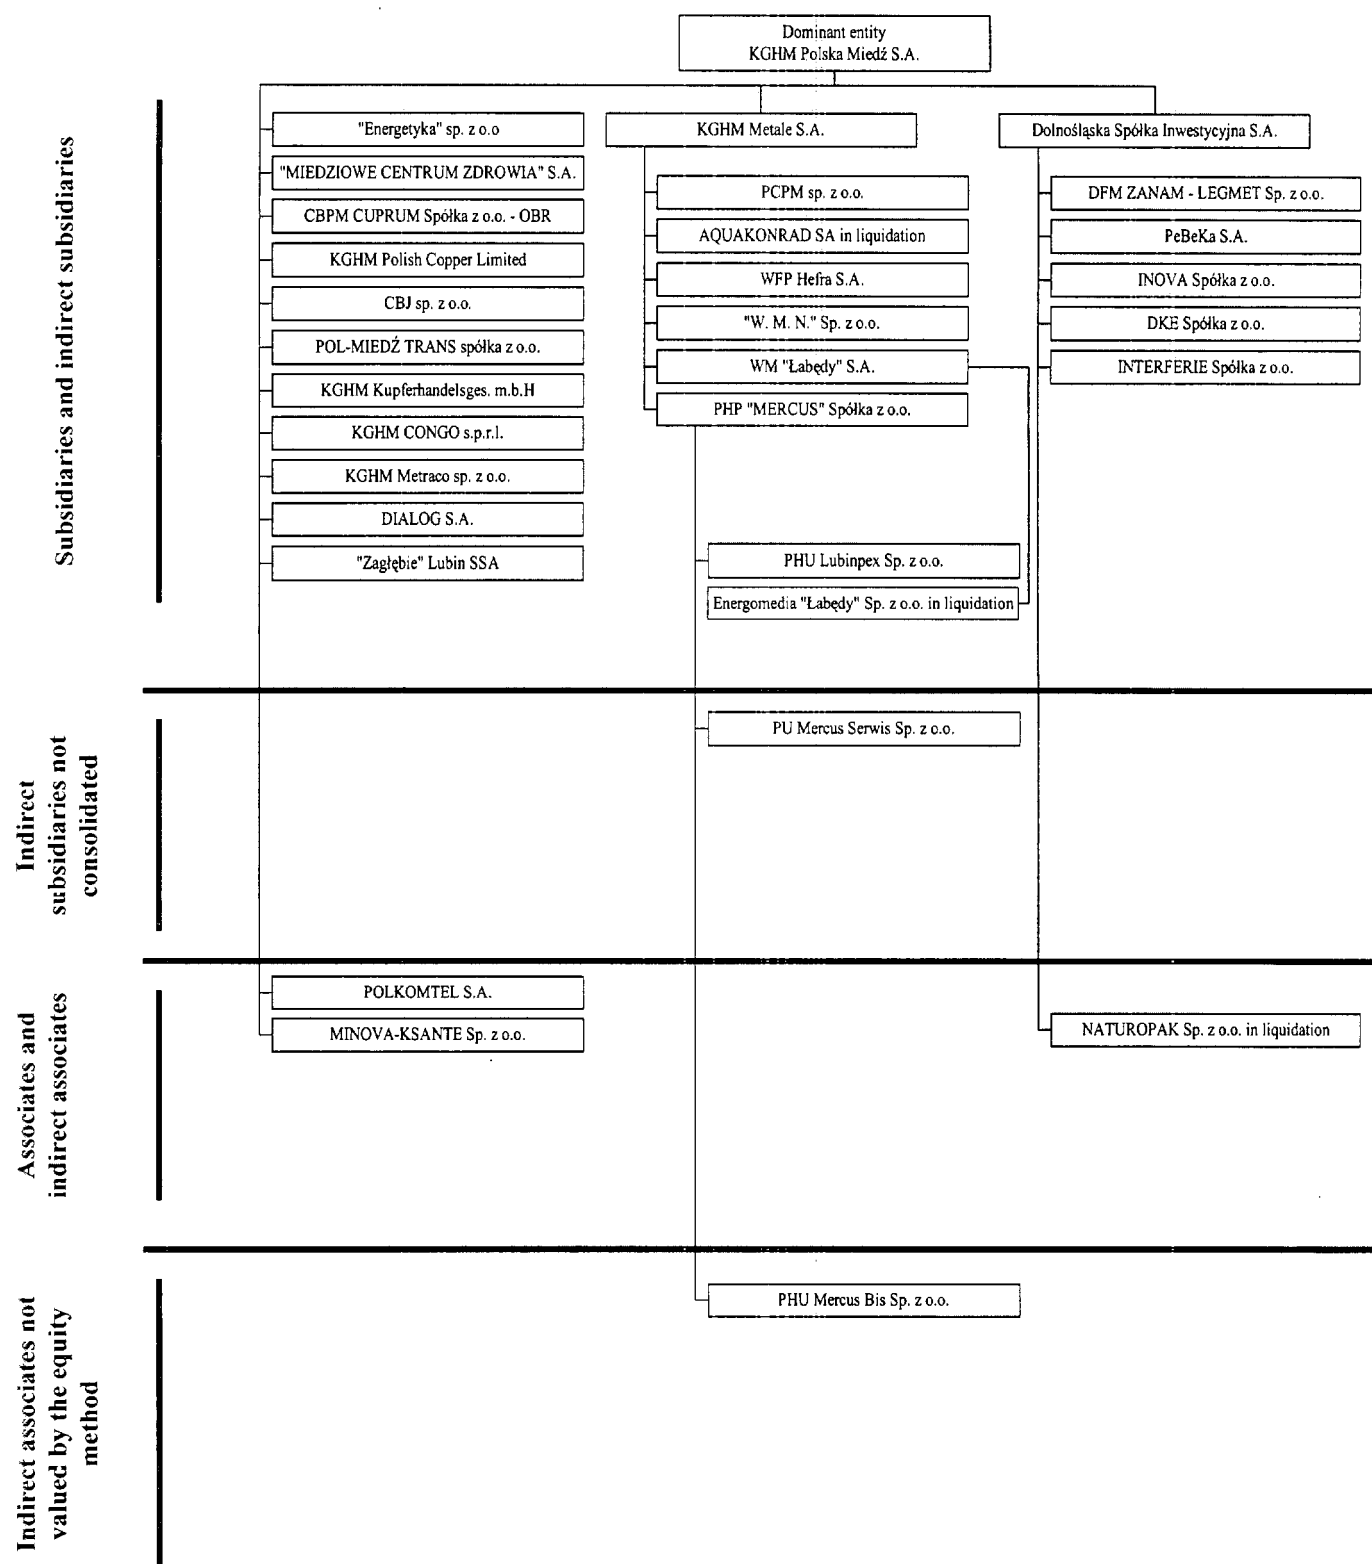 Dominant entity
KGHM Polska Miedź S.A.
Subsidiaries and indirect subsidiaries
"Energetyka" sp. z o.o
"MIEDZIOWE CENTRUM ZDROWIA" S.A.
CBPM CUPRUM Spółka z o.o. - OBR
KGHM Polish Copper Limited
CBJ sp. z o.o.
POL-MIEDŹ TRANS spółka z o.o.
KGHM Kupferhandelsges. m.b.H
KGHM CONGO s.p.r.l.
KGHM Metraco sp. z o.o.
DIALOG S.A.
"Zagłębie" Lubin SSA
KGHM Metale S.A.
PCPM sp. z o.o.
AQUAKONRAD SA in liquidation
WFP Hefra S.A.
"W. M. N." Sp. z o.o.
WM "Łabędy" S.A.
PHP "MERCUS" Spółka z o.o.
PHU Lubinpex Sp. z o.o.
Energomedia "Łabędy" Sp. z o.o. in liquidation
Dolnośląska Spółka Inwestycyjna S.A.
DFM ZANAM - LEGMET Sp. z o.o.
PeBeKa S.A.
INOVA Spółka z o.o.
DKE Spółka z o.o.
INTERFERIE Spółka z o.o.
Indirect
subsidiaries not
consolidated
PU Mercus Serwis Sp. z o.o.
Associates and
indirect associates
POLKOMTEL S.A.
MINOVA-KSANTE Sp. z o.o.
NATUROPAK Sp. z o.o. in liquidation
Indirect associates not
valued by the equity
method
PHU Mercus Bis Sp. z o.o.